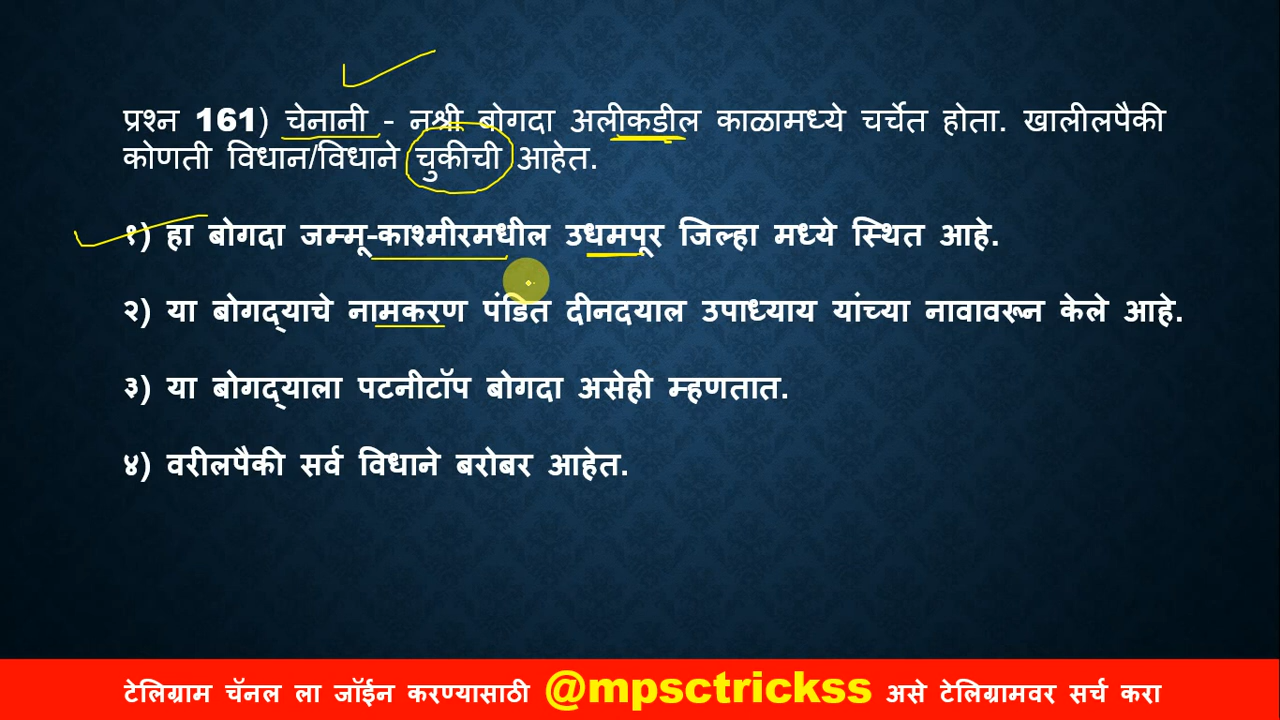 प्रश्न 161) चेनानी - नश्री बोगदा अलीकडील काळामध्ये चर्चेत होता. खालीलपैकी
कोणती विधान/विधाने चुकीची आहेत.
१) हा बोगदा जम्मू-काश्मीरमधील उधमपूर जिल्हा मध्ये स्थित आहे.
२) या बोगद्याचे नामकरण पंडित दीनदयाल उपाध्याय यांच्या नावावरून केले आहे.
३) या बोगद्याला पटनीटॉप बोगदा असेही म्हणतात.
४) वरीलपैकी सर्व विधाने बरोबर आहेत.
टेलिग्राम चॅनल ला जॉईन करण्यासाठी @mpsctrickss असे टेलिग्रामवर सर्च करा